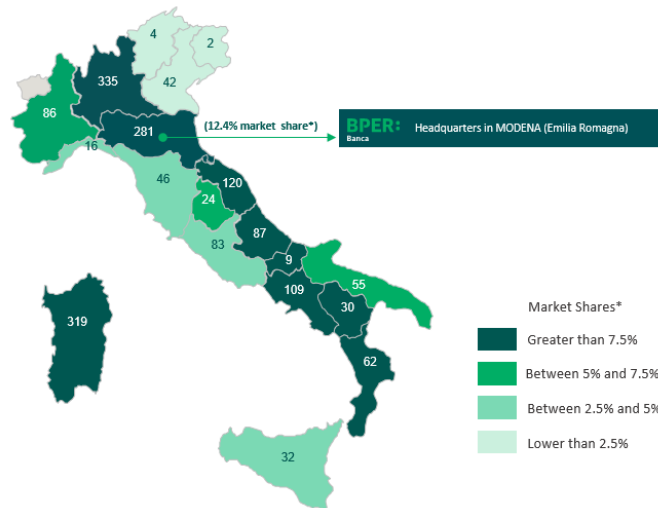 4
2
335
42
86
281
(12.4% market share*)
BPER:
Banca
Headquarters in MODENA (Emilia Romagna)
16
46
120
24
87
83
9
55
109
30
319
62
32
Market Shares*
Greater than 7.5%
Between 5% and 7.5%
Between 2.5% and 5%
Lower than 2.5%